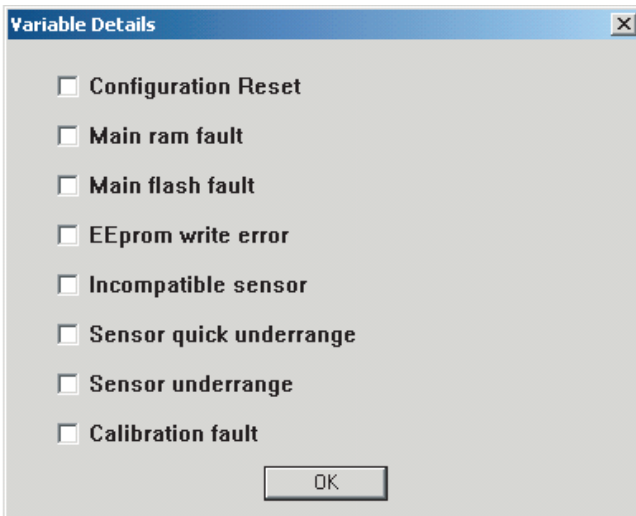 Variable Details
Configuration Reset
Main ram fault
Main flash fault
EEprom write error
Incompatible sensor
Sensor quick underrange
Sensor underrange
Calibration fault
OK